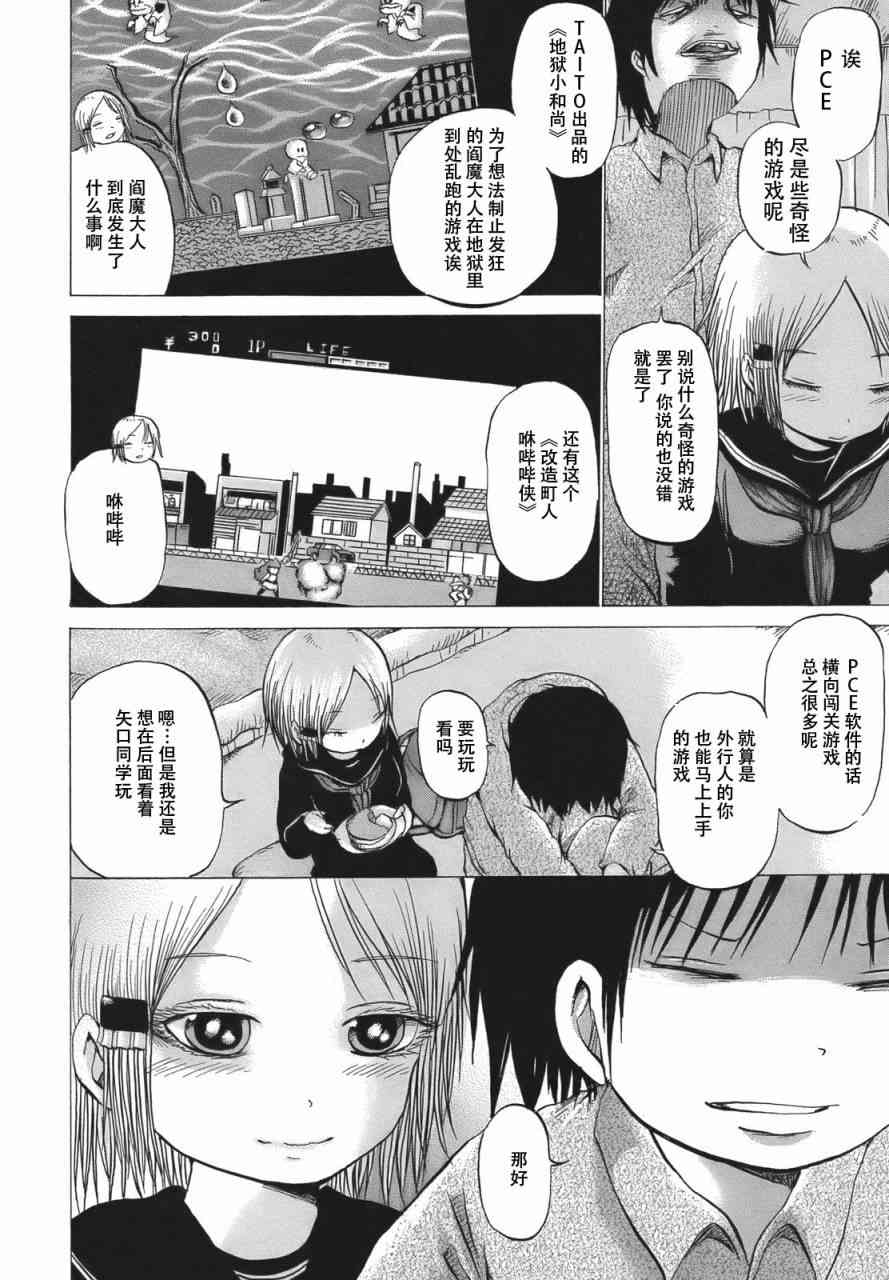 诶
PCE
尽是些奇怪
的游戏呢
TAITO出品的
《地狱小和尚》
为了想法制止发狂
的阎魔大人在地狱里
到处乱跑的游戏诶
阎魔大人
到底发生了
什么事啊
别说什么奇怪的游戏
罢了 你说的也没错
就是了
¥ 300
0
1P
LIFE
还有这个
《改造町人
咻哔哔侠》
咻哔哔
PCE软件的话
横向闯关游戏
总之很多呢
就算是
外行人的你
也能马上上手
的游戏
要玩玩
看吗
嗯…但是我还是
想在后面看着
矢口同学玩
那好